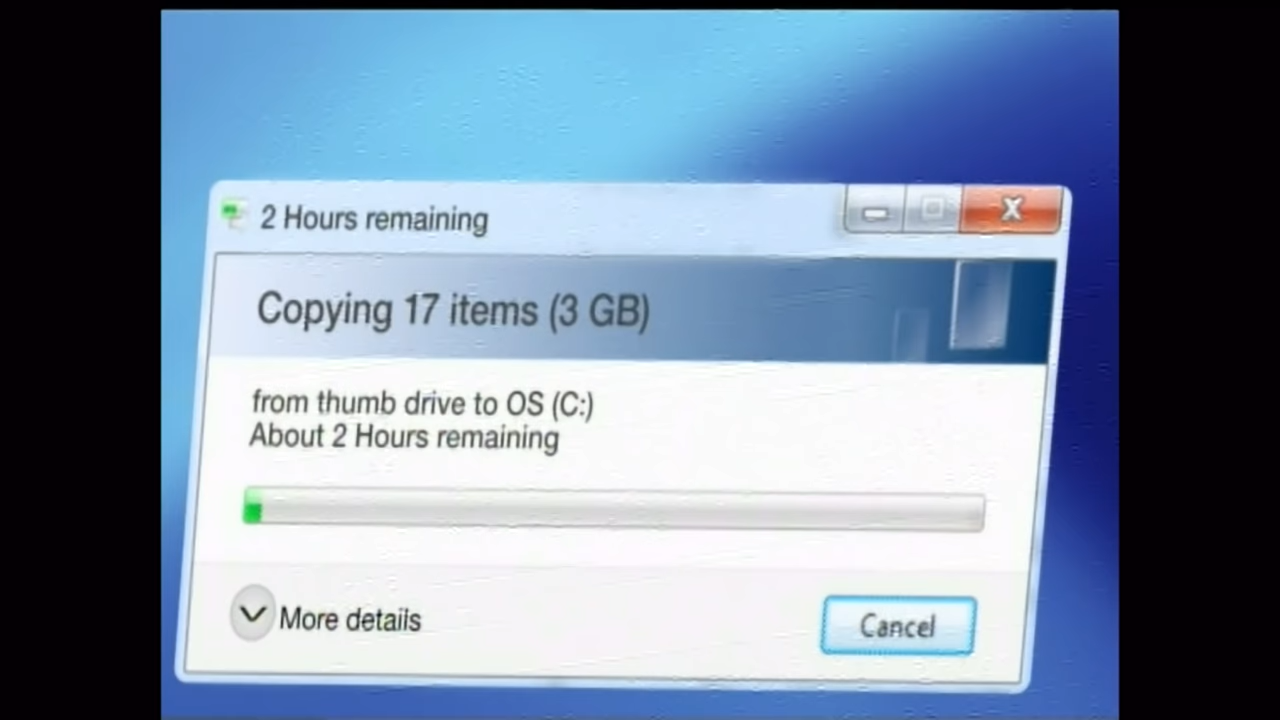 2 Hours remaining
Copying 17 items (3 GB)
from thumb drive to OS (C:)
About 2 Hours remaining
More details
Cancel